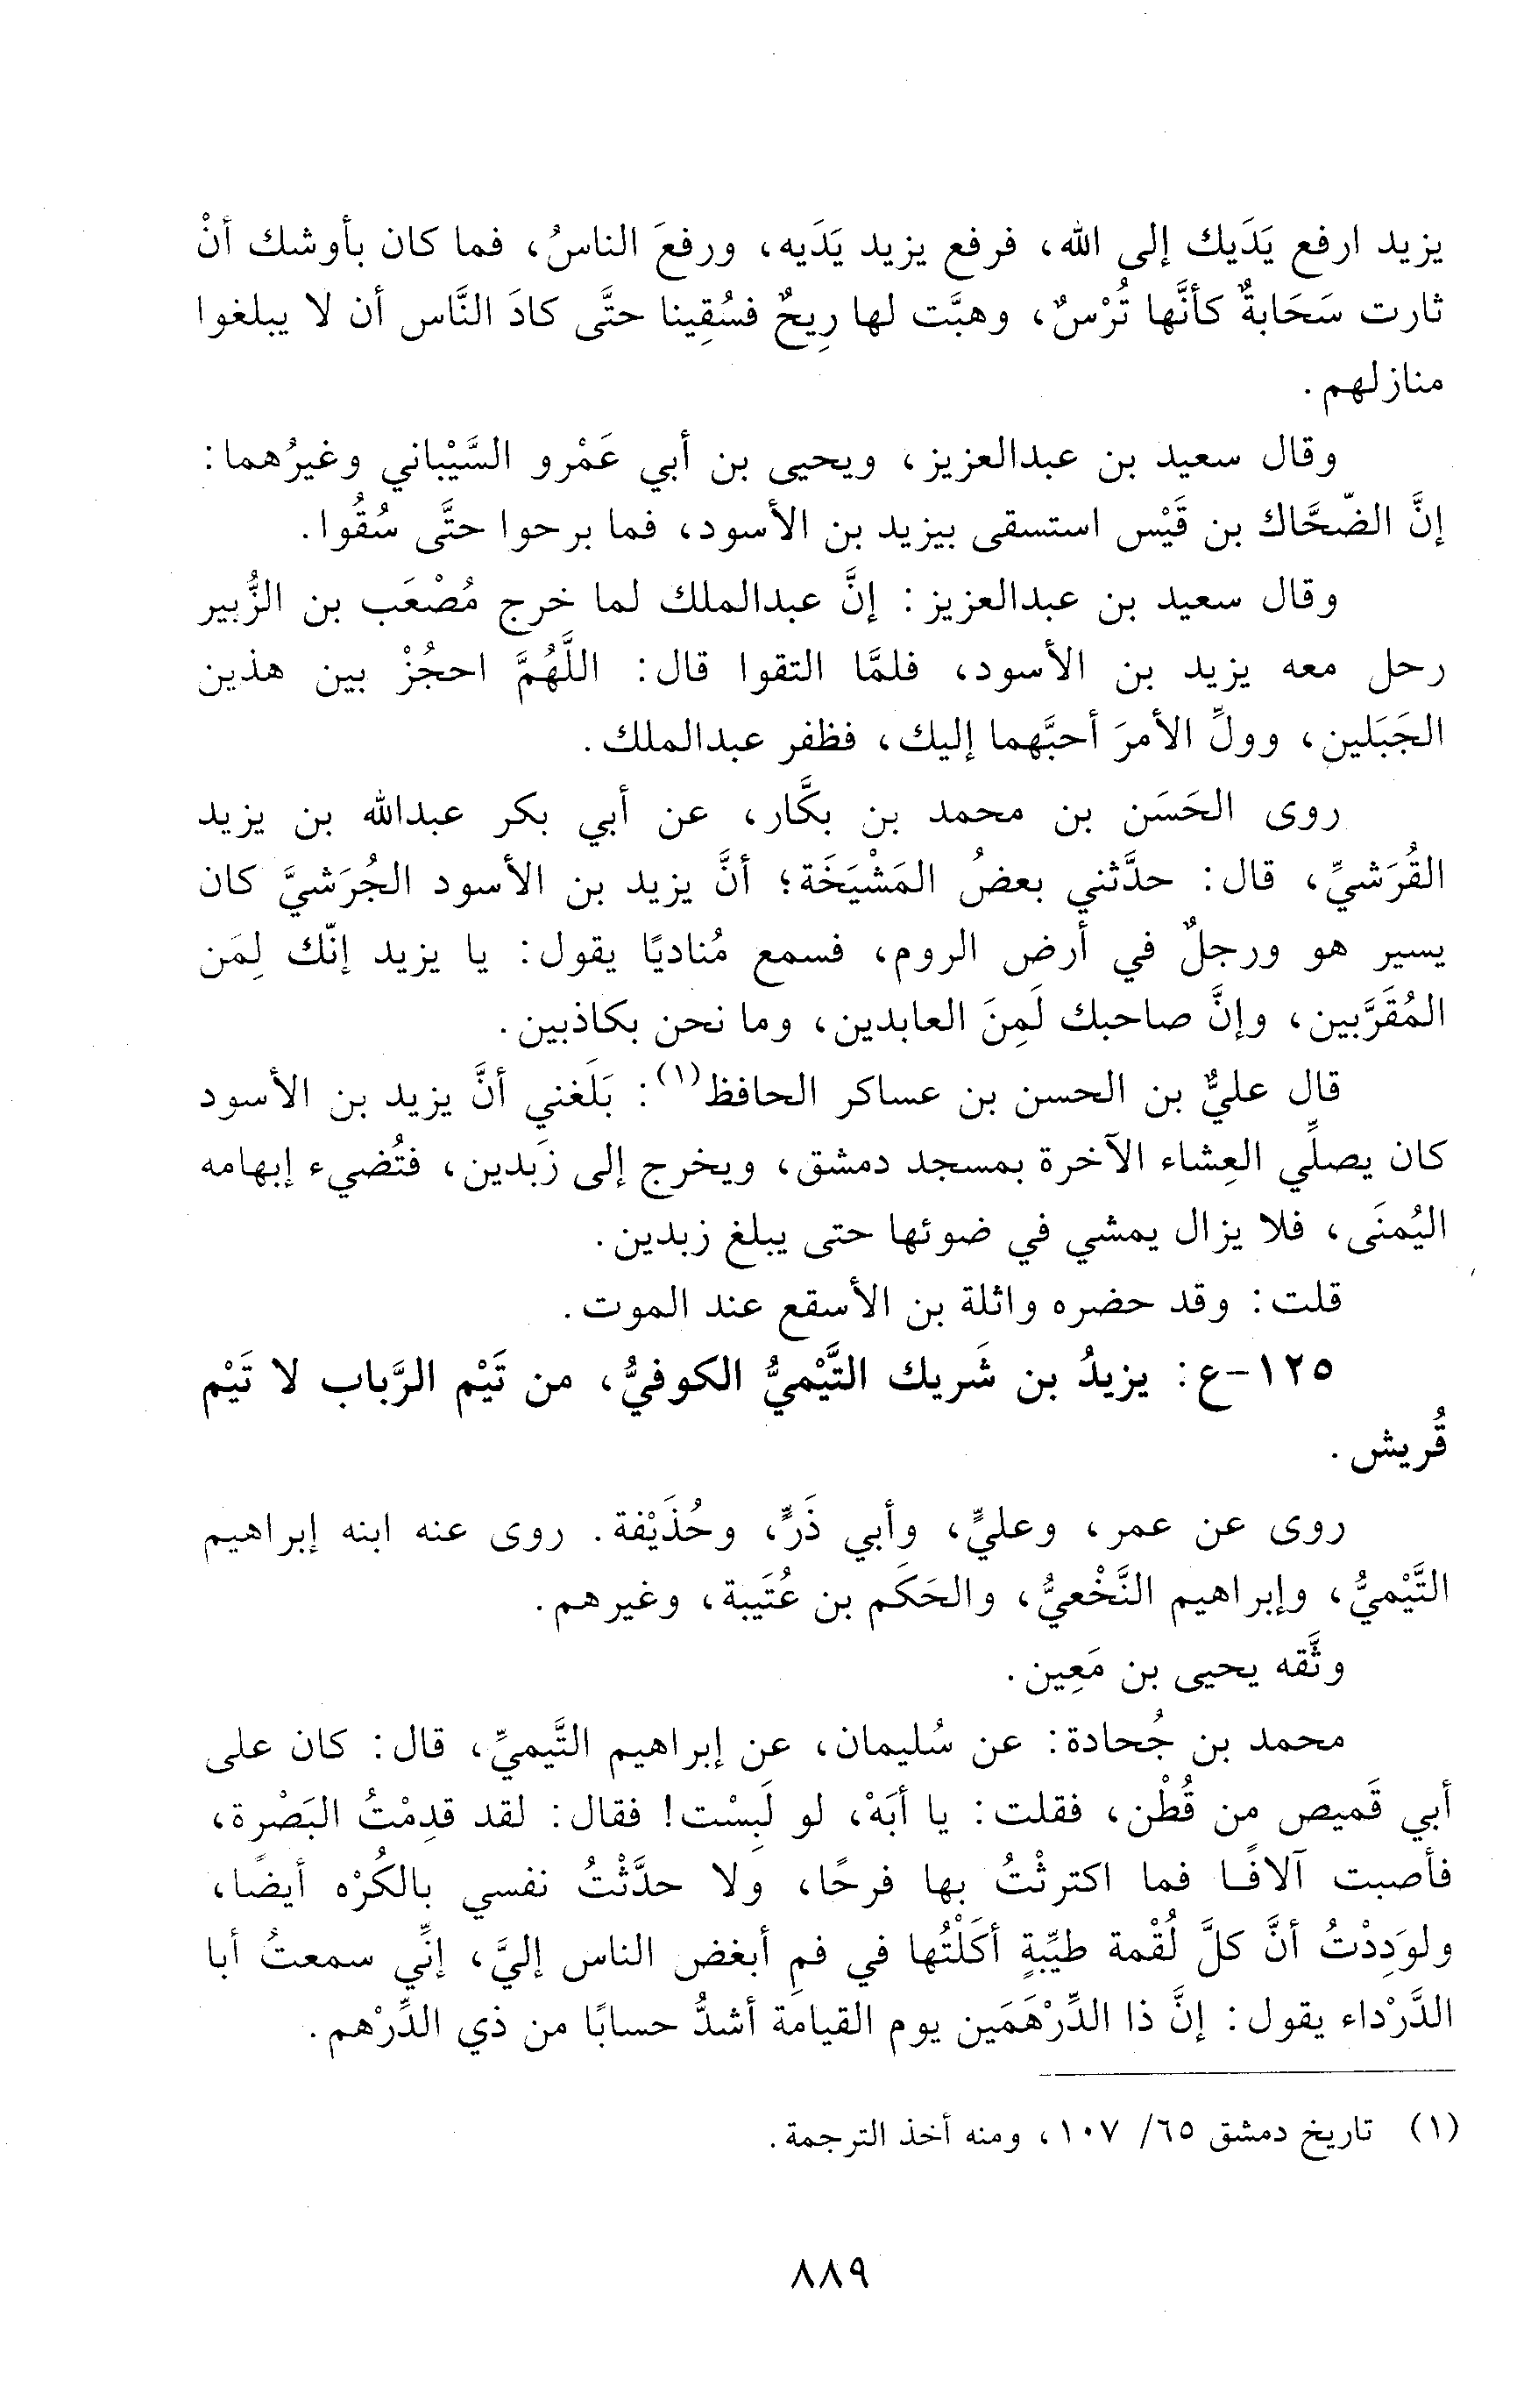 يزيد ارفع يَدَيك إلى الله، فرفع يزيد يَدَيه، ورفعَ الناسُ، فما كان بأوشك أنْ
ثارت سَحَابةٌ كأنَّها تُرْسٌ، وهبَّت لها رِيحٌ فسُقِينا حتَّى كادَ النَّاس أن لا يبلغوا
منازلهم.
وقال سعيد بن عبدالعزيز، ويحيى بن أبي عَمْرو السَّيْباني وغيرُهما:
إنَّ الضّحَّاك بن قَيْس استسقى بيزيد بن الأسود، فما برحوا حتَّى سُقُوا.
وقال سعيد بن عبدالعزيز: إنَّ عبدالملك لما خرج مُصْعَب بن الزُّبير
رحل معه يزيد بن الأسود، فلمَّا التقوا قال: اللَّهُمَّ احجُزْ بين هذين
الجَبَلين، وولِّ الأمرَ أحبَّهما إليك، فظفر عبدالملك.
روى الحَسَن بن محمد بن بكَّار، عن أبي بكر عبدالله بن يزيد
القُرَشيِّ، قال: حدَّثني بعضُ المَشْيَخَة؛ أنَّ يزيد بن الأسود الجُرَشيَّ كان
يسير هو ورجلٌ في أرض الروم، فسمع مُناديًا يقول: يا يزيد إنّك لِمَن
المُقَرَّبين، وإنَّ صاحبك لَمِنَ العابدين، وما نحن بكاذبين.
قال عليٌّ بن الحسن بن عساكر الحافظ(١): بَلَغني أنَّ يزيد بن الأسود
كان يصلِّي العِشاء الآخرة بمسجد دمشق، ويخرج إلى زَبدين، فتُضيء إبهامه
اليُمنَى، فلا يزال يمشي في ضوئها حتى يبلغ زبدين.
قلت: وقد حضره واثلة بن الأسقع عند الموت.
١٢٥-ع: يزيدُ بن شَريك التَّيْميُّ الكوفيُّ، من تَيْم الرَّباب لا تَيْم
قُريش.
روى عن عمر، وعليٍّ، وأبي ذَرٍّ، وحُذَيْفة. روى عنه ابنه إبراهيم
التَّيْميُّ، وإبراهيم النَّخْعيُّ، والحَكَم بن عُتَيبة، وغيرهم.
وثَّقه يحيى بن مَعِين.
محمد بن جُحادة: عن سُليمان، عن إبراهيم التَّيميِّ، قال: كان على
أبي قَميص من قُطْن، فقلت: يا أبَهْ، لو لَبِسْت! فقال: لقد قدِمْتُ البَصْرة،
فأصبت آلافًا فما اكترثْتُ بها فرحًا، ولا حدَّثْتُ نفسي بالكُرْه أيضًا،
ولوَدِدْتُ أنَّ كلَّ لُقْمة طيِّبةٍ أكَلْتُها في فمِ أبغض الناس إليَّ، إنِّي سمعتُ أبا
الدَّرْداء يقول: إنَّ ذا الدِّرْهَمَين يوم القيامة أشدُّ حسابًا من ذي الدِّرْهم.
(١) تاريخ دمشق ٦٥/ ١٠٧، ومنه أخذ الترجمة.
٨٨٩